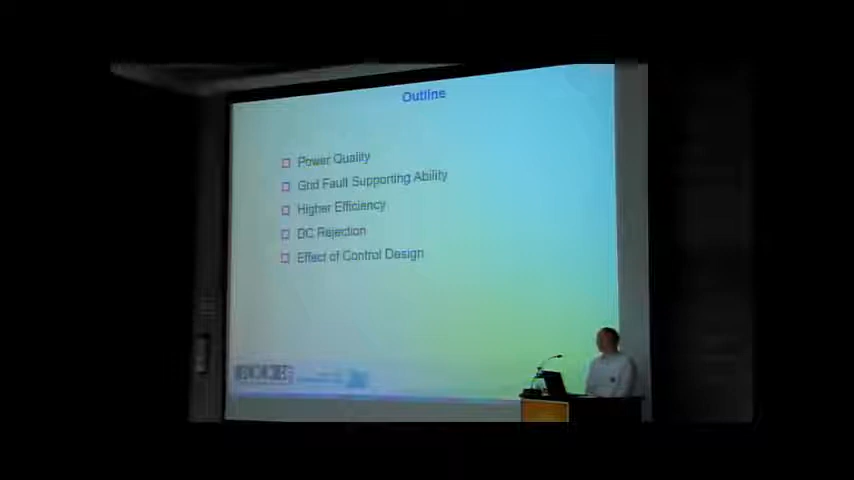 Outline
Power Quality
Grid Fault Supporting Ability
Higher Efficiency
DC Rejection
Effect of Control Design